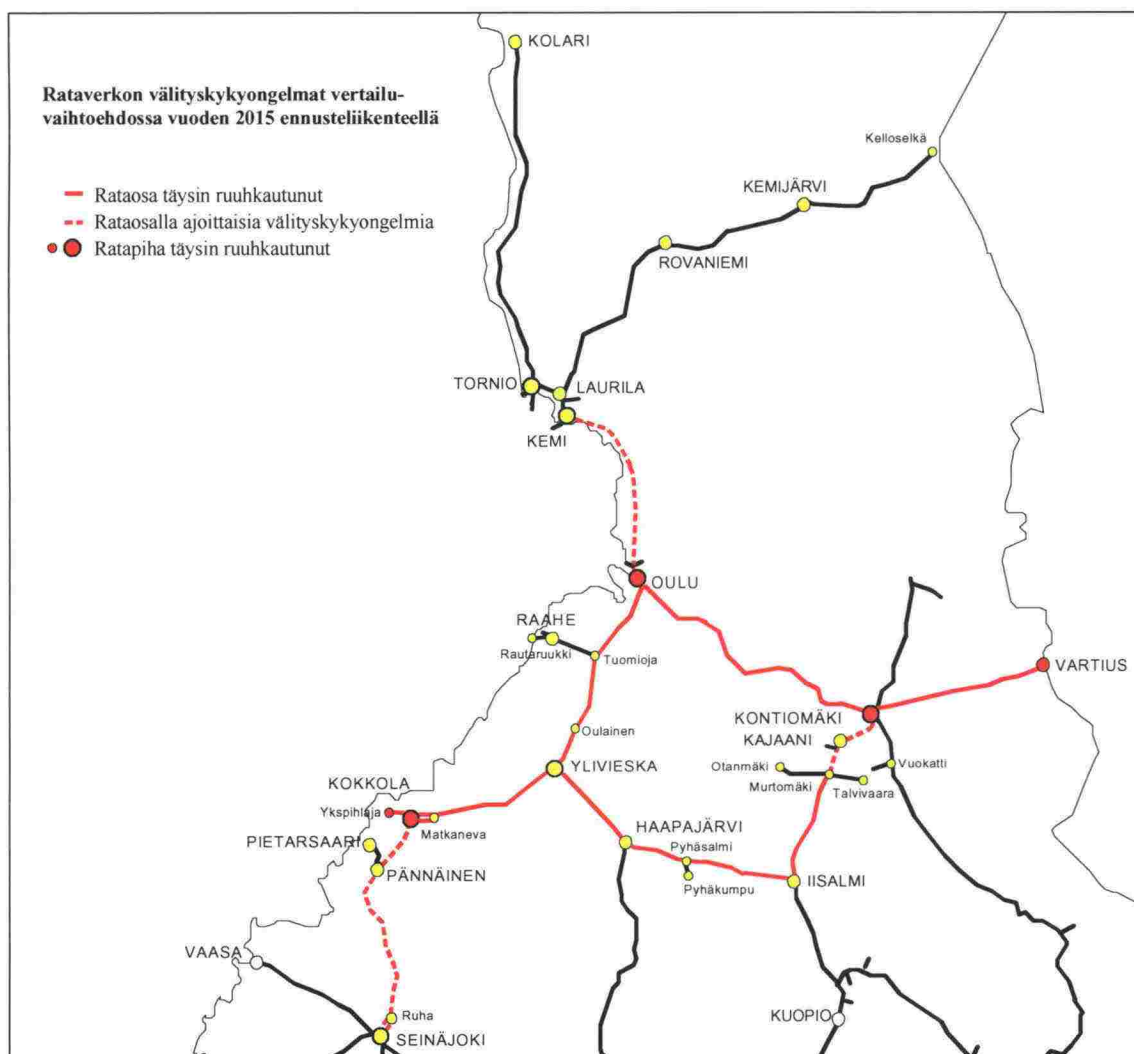 KOLARI
Rataverkon välityskykyongelmat vertailu-
vaihtoehdossa vuoden 2015 ennusteliikenteellä
Kelloselkä
Rataosa täysin ruuhkautunut
KEMIJÄRVI
Rataosalla ajoittaisia välityskykyongelmia
Ratapiha täysin ruuhkautunut
ROVANIEMI
TORNIO
LAURILA
KEMI
OULU
RAAHE
Rautaruukki
Tuomioja
VARTIUS
KONTIOMÄKI
Oulainen
KAJAANI
YLIVIESKA
Otanmäki
Vuokatti
Murtomäki
Talvivaara
KOKKOLA
Ykspihlaja
Matkaneva
HAAPAJÄRVI
PIETARSAARI
Pyhäsalmi
PÄNNÄINEN
Pyhäkumpu
IISALMI
VAASA
Ruha
KUOPIO
SEINÄJOKI